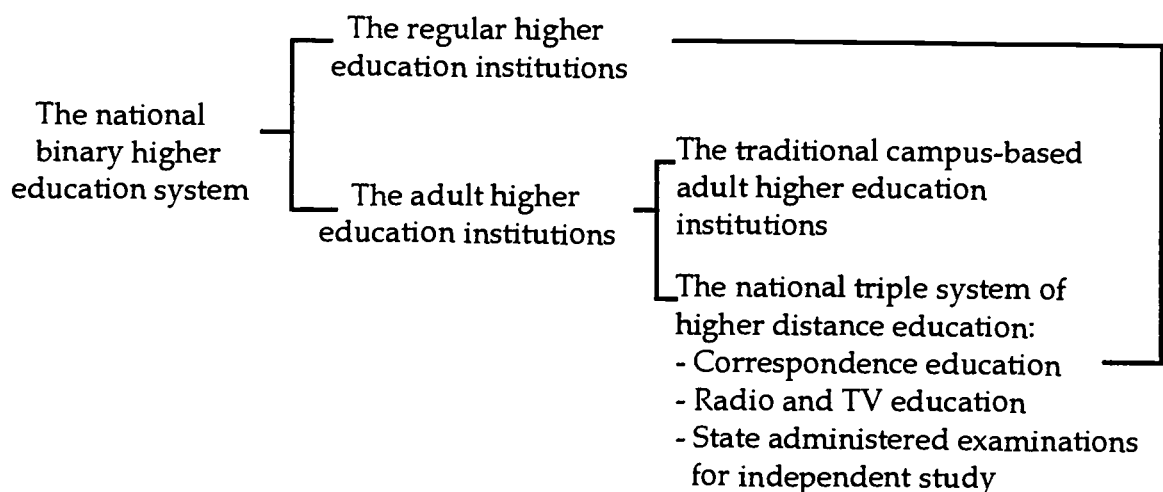 The regular higher
education institutions
The national
binary higher
education system
The adult higher
education institutions
The traditional campus-based
adult higher education
institutions
The national triple system of
higher distance education:
- Correspondence education
- Radio and TV education
- State administered examinations
for independent study